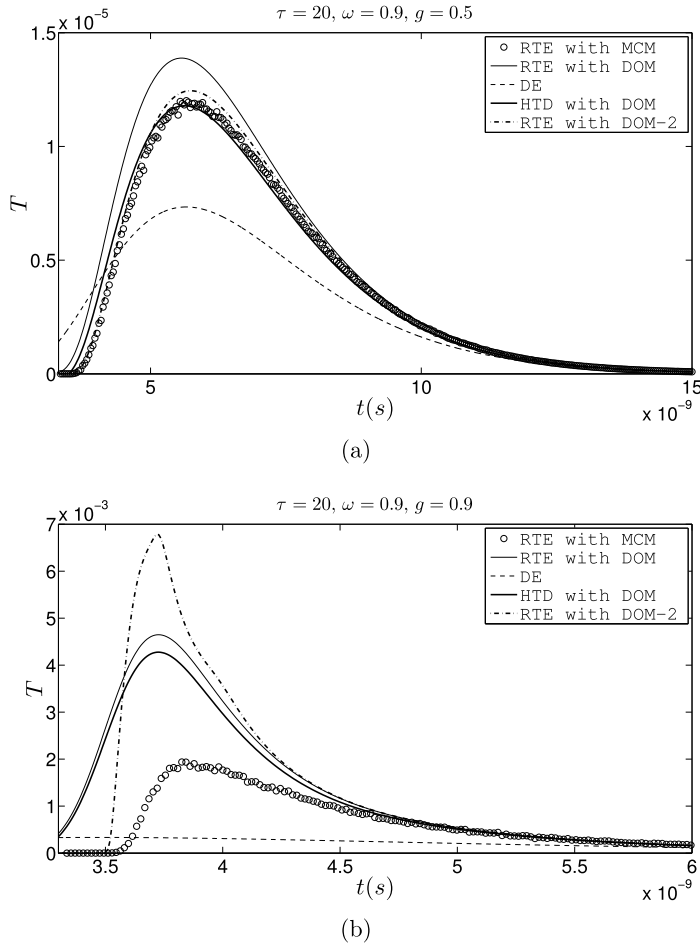 τ = 20, ω = 0.9, g = 0.5
x 10⁻⁵
1.5
1
0.5
0
T
RTE with MCM
RTE with DOM
DE
HTD with DOM
RTE with DOM-2
5
10
15
t(s)
x 10⁻⁹
(a)
τ = 20, ω = 0.9, g = 0.9
x 10⁻³
7
6
5
4
3
2
1
0
T
RTE with MCM
RTE with DOM
DE
HTD with DOM
RTE with DOM-2
3.5
4
4.5
5
5.5
6
t(s)
x 10⁻⁹
(b)